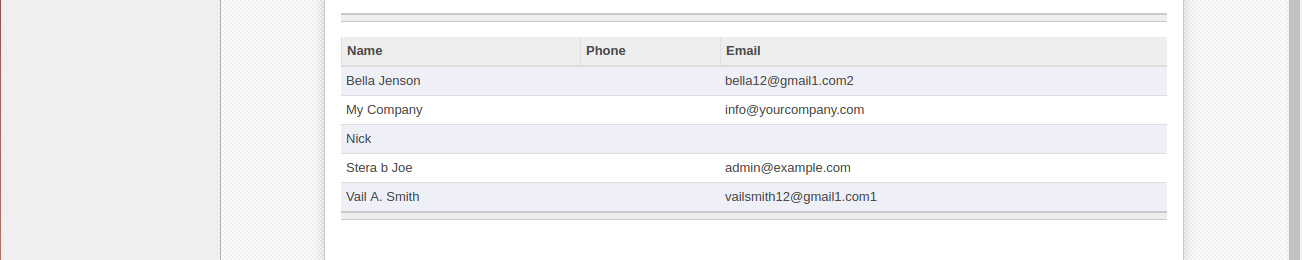 Name Phone Email
Bella Jenson bella12@gmail1.com2
My Company info@yourcompany.com
Nick
Stera b Joe admin@example.com
Vail A. Smith vailsmith12@gmail1.com1